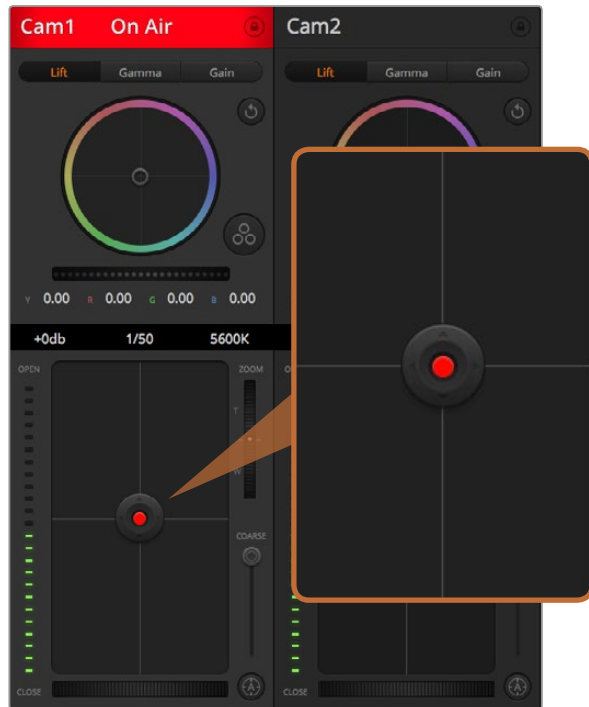 Cam1 On Air
Lift Gamma Gain
Y 0.00 R 0.00 G 0.00 B 0.00
+0db 1/50 5600K
OPEN ZOOM
T
W
COARSE
CLOSE
Cam2
Lift Gamma Gain
CLOSE